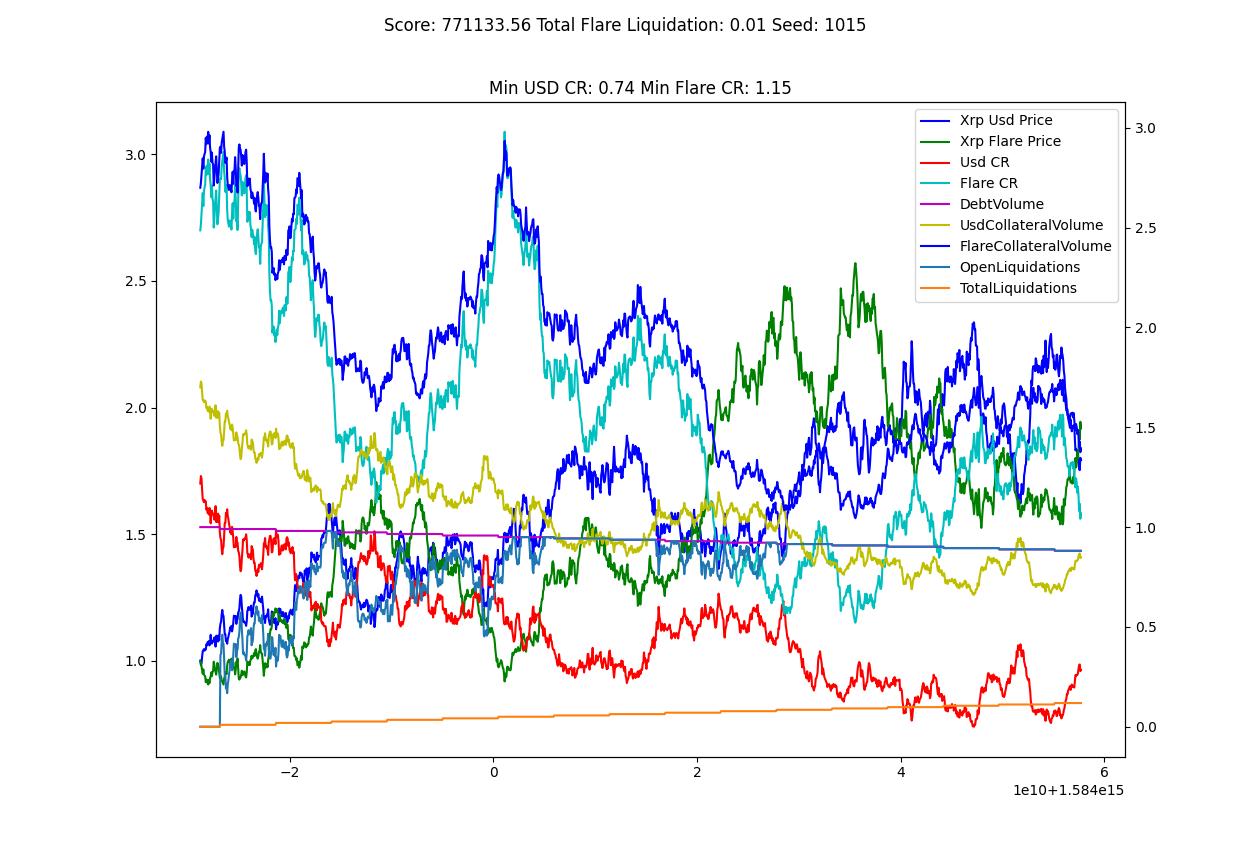 Score: 771133.56 Total Flare Liquidation: 0.01 Seed: 1015
Min USD CR: 0.74 Min Flare CR: 1.15
Xrp Usd Price
Xrp Flare Price
Usd CR
Flare CR
DebtVolume
UsdCollateralVolume
FlareCollateralVolume
OpenLiquidations
TotalLiquidations
3.0
2.5
2.0
1.5
1.0
3.0
2.5
2.0
1.5
1.0
0.5
0.0
−2
0
2
4
6
1e10+1.584e15